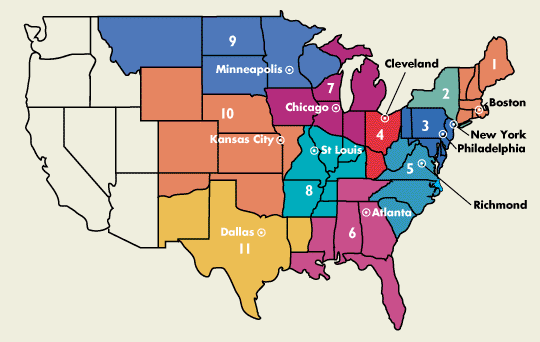 9
Minneapolis
Cleveland
1
7
2
Chicago
Boston
10
3
New York
4
Kansas City
St Louis
Philadelphia
5
8
Richmond
Atlanta
Dallas
6
11